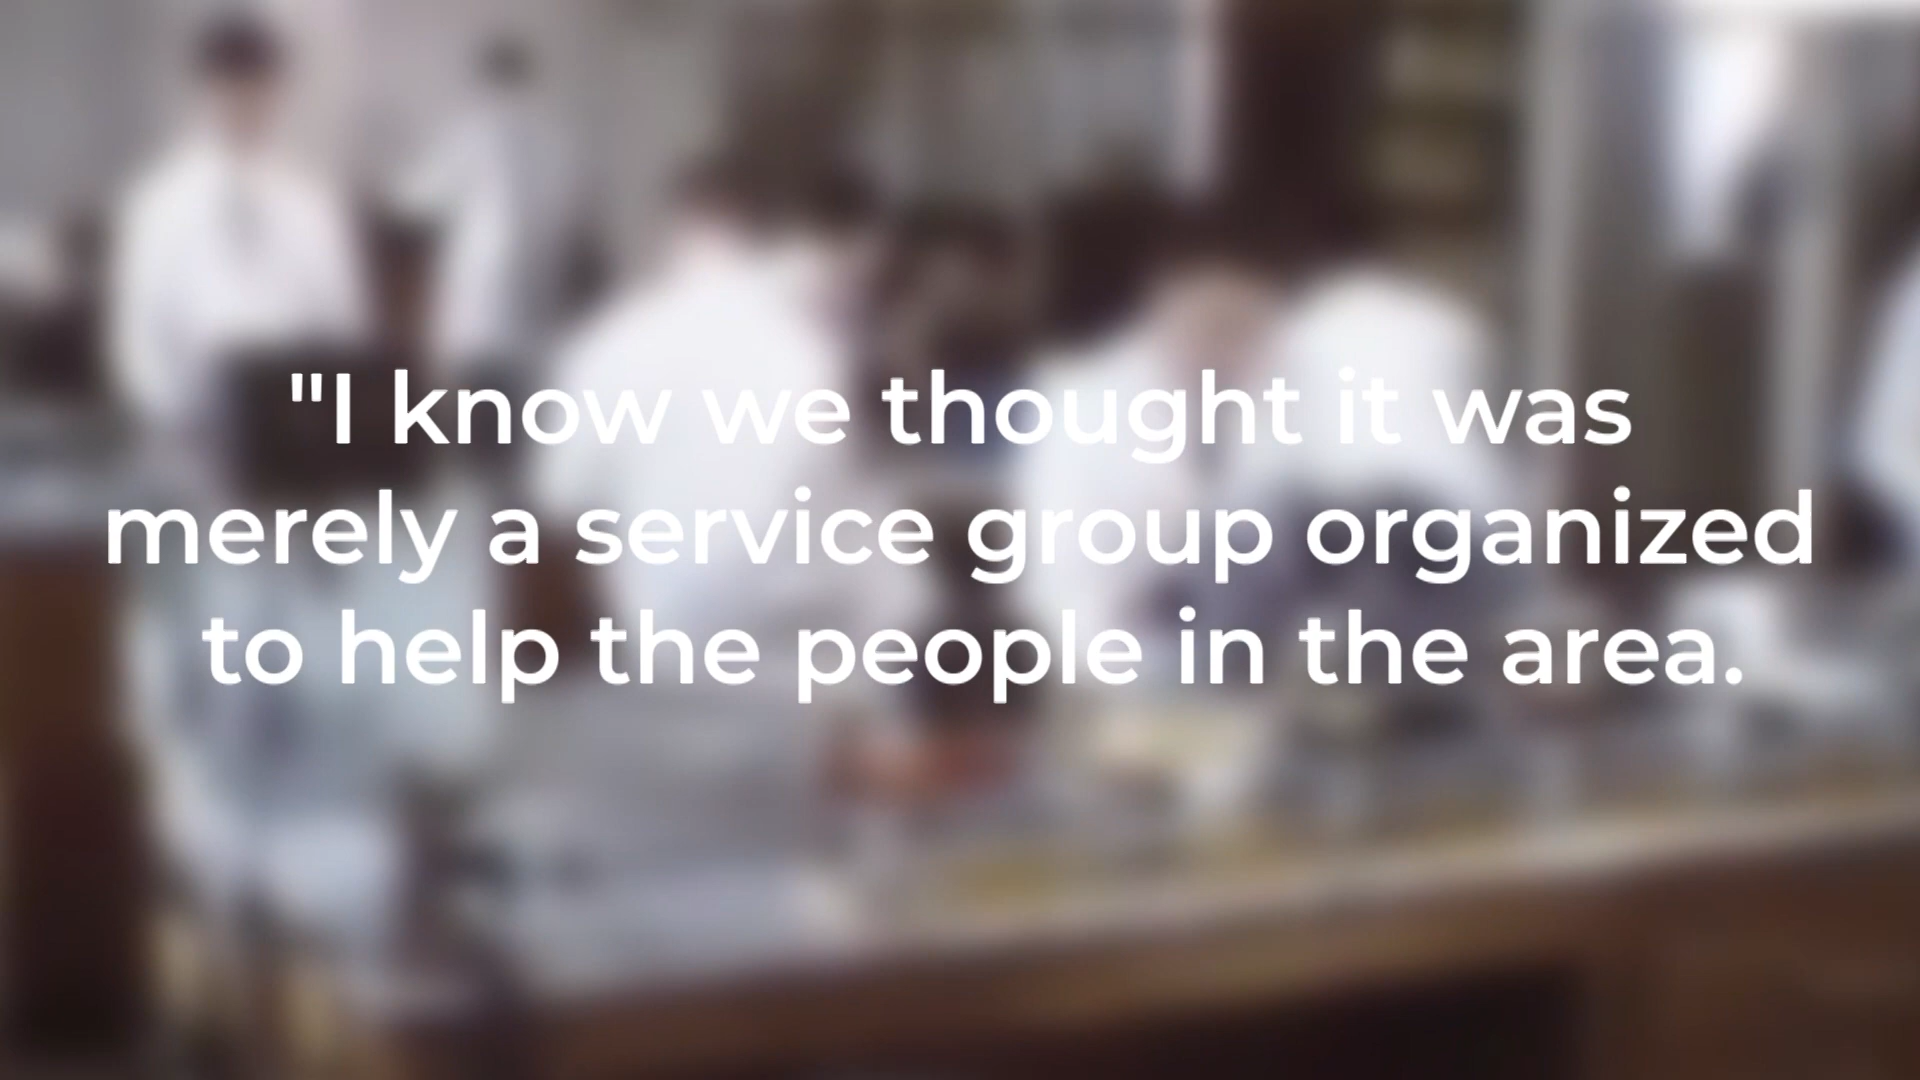 "I know we thought it was
merely a service group organized
to help the people in the area.